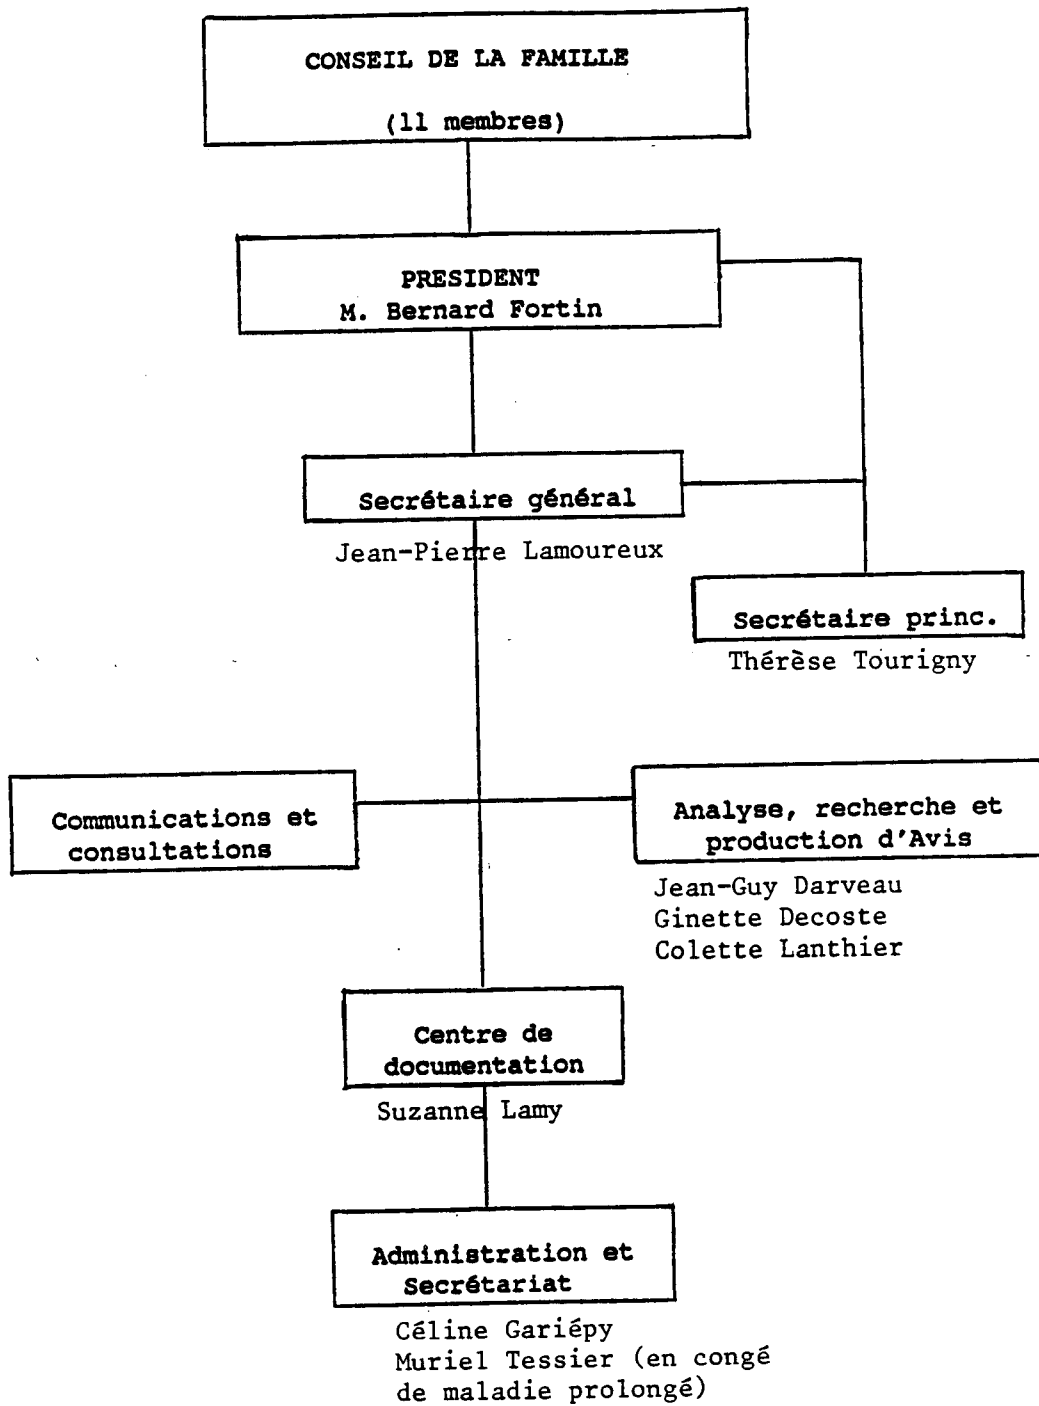 CONSEIL DE LA FAMILLE
(11 membres)
PRESIDENT
M. Bernard Fortin
Secrétaire général
Jean-Pierre Lamoureux
Secrétaire princ.
Thérèse Tourigny
Communications et
consultations
Analyse, recherche et
production d'Avis
Jean-Guy Darveau
Ginette Decoste
Colette Lanthier
Centre de
documentation
Suzanne Lamy
Administration et
Secrétariat
Céline Gariépy
Muriel Tessier (en congé
de maladie prolongé)